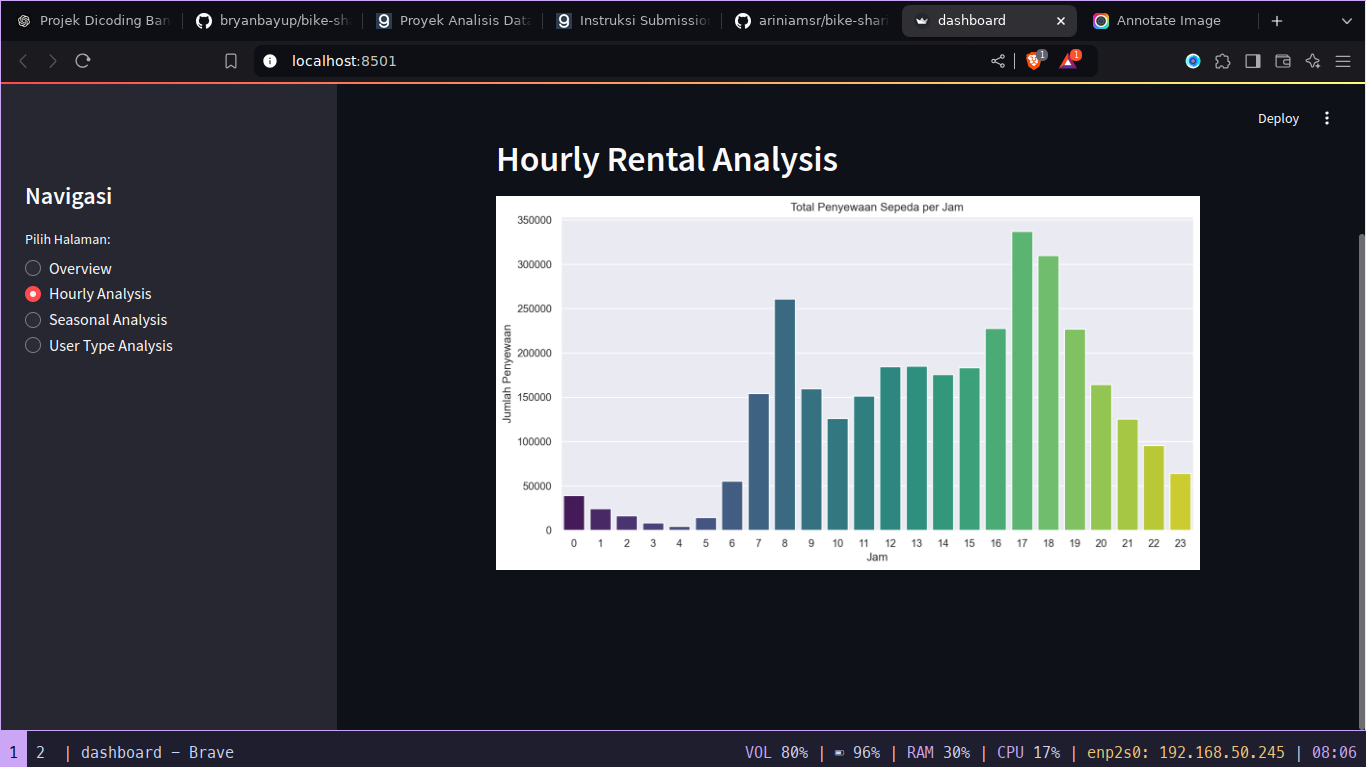 Projek Dicoding Ban
bryanbayup/bike-sh
Proyek Analisis Data
Instruksi Submission
ariniamsr/bike-shari
dashboard
Annotate Image
localhost:8501
1
1
Deploy
Navigasi
Pilih Halaman:
Overview
Hourly Analysis
Seasonal Analysis
User Type Analysis
Hourly Rental Analysis
Total Penyewaan Sepeda per Jam
Jumlah Penyewaan
350000
300000
250000
200000
150000
100000
50000
0
0 1 2 3 4 5 6 7 8 9 10 11 12 13 14 15 16 17 18 19 20 21 22 23
Jam
1 2 | dashboard — Brave
VOL 80% | 96% | RAM 30% | CPU 17% | enp2s0: 192.168.50.245 | 08:06